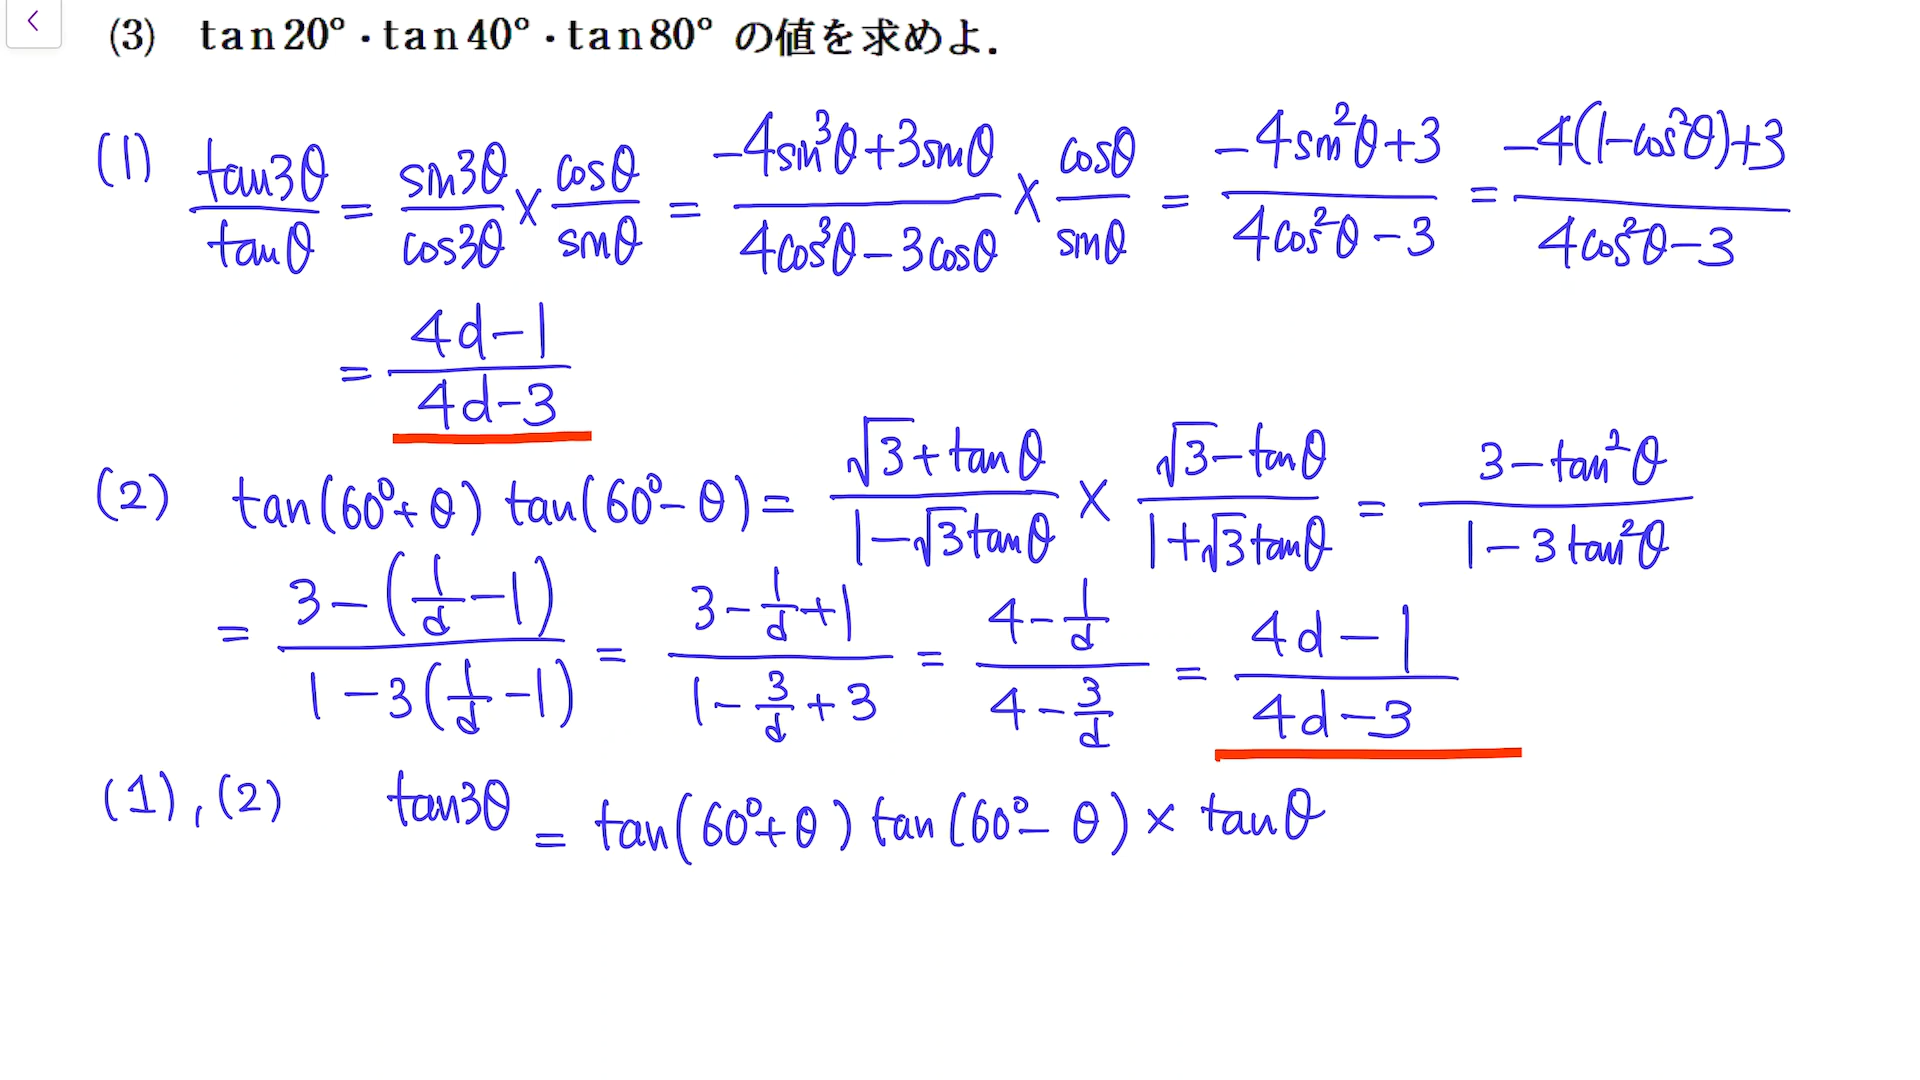 (3) tan20°・tan40°・tan80° の値を求めよ.
(1) tan3θ/tanθ = sin3θ/cos3θ × cosθ/sinθ = (-4sin³θ+3sinθ)/(4cos³θ-3cosθ) × cosθ/sinθ = (-4sin²θ+3)/(4cos²θ-3) = (-4(1-cos²θ)+3)/(4cos²θ-3)
= (4d-1)/(4d-3)
(2) tan(60°+θ) tan(60°-θ) = (√3+tanθ)/(1-√3tanθ) × (√3-tanθ)/(1+√3tanθ) = (3-tan²θ)/(1-3tan²θ)
= (3-(1/d-1))/(1-3(1/d-1)) = (3-1/d+1)/(1-3/d+3) = (4-1/d)/(4-3/d) = (4d-1)/(4d-3)
(1),(2) tan3θ = tan(60°+θ) tan(60°-θ) × tanθ